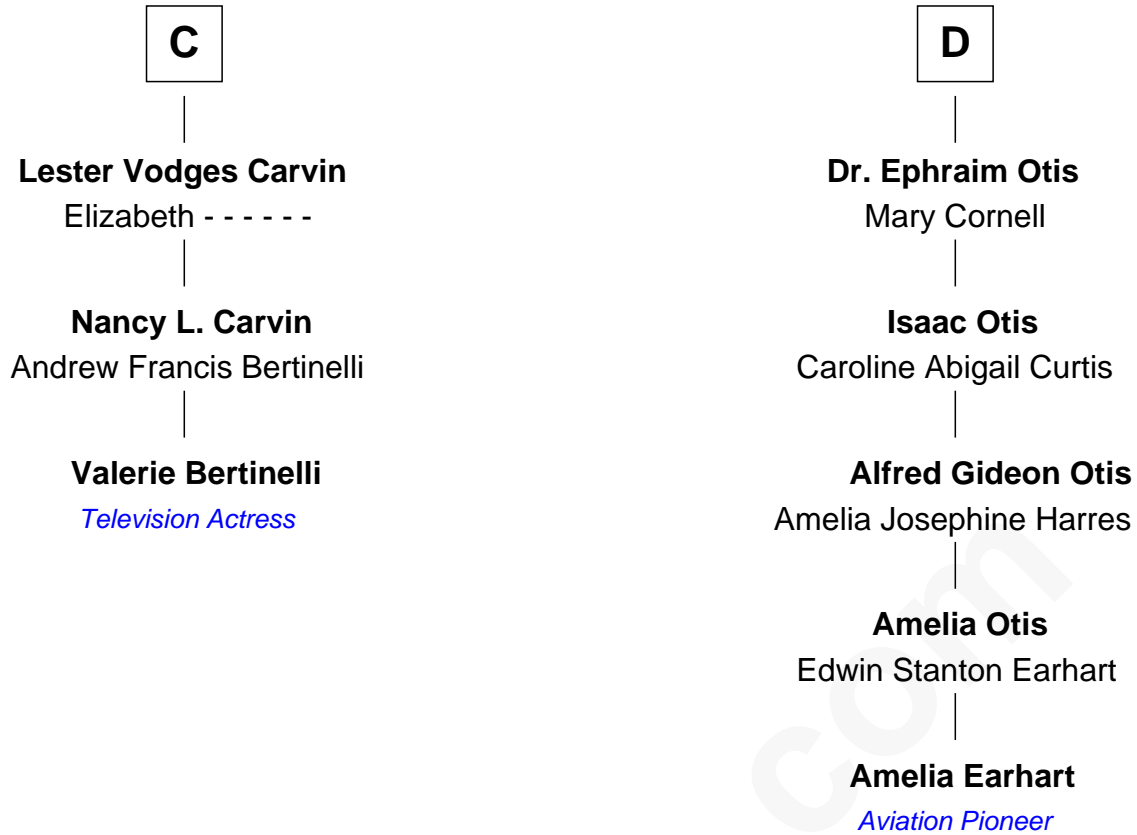 C
Lester Vodges Carvin
Elizabeth - - - - - -
Nancy L. Carvin
Andrew Francis Bertinelli
Valerie Bertinelli
Television Actress
D
Dr. Ephraim Otis
Mary Cornell
Isaac Otis
Caroline Abigail Curtis
Alfred Gideon Otis
Amelia Josephine Harres
Amelia Otis
Edwin Stanton Earhart
Amelia Earhart
Aviation Pioneer
com